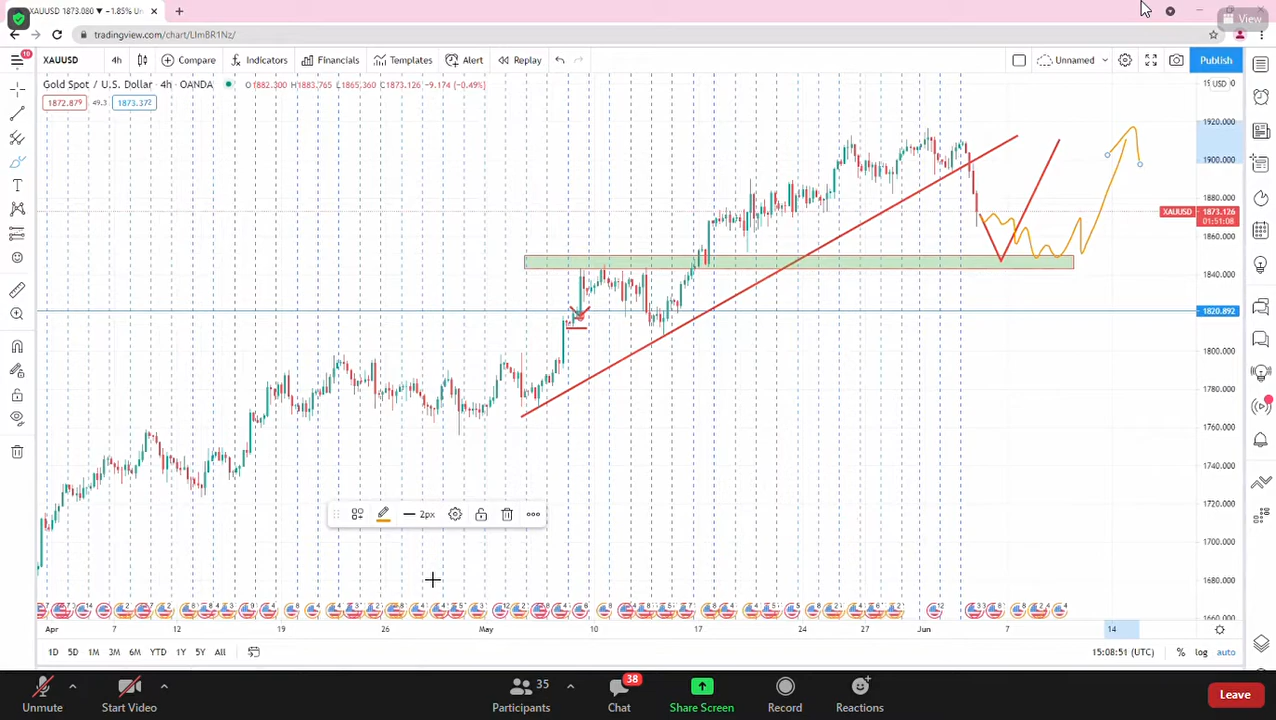 XAUUSD 1873.080 ▼ −1.85% Un
View
tradingview.com/chart/LImBR1Nz/
XAUUSD 4h Compare Indicators Financials Templates Alert Replay Unnamed Publish
Gold Spot / U.S. Dollar · 4h · OANDA O1882.300 H1883.765 L1865.360 C1873.126 −9.174 (−0.49%)
1872.879 49.3 1873.372
USD
1920.000
1900.000
1880.000
XAUUSD 1873.126
01:51:08
1860.000
1840.000
1820.892
1800.000
1780.000
1760.000
1740.000
1720.000
1700.000
1680.000
1660.000
2px
Apr 7 12 19 26 May 10 17 24 27 Jun 7 14
1D 5D 1M 3M 6M YTD 1Y 5Y All 15:08:51 (UTC) % log auto
Unmute Start Video Participants 35 Chat 38 Share Screen Record Reactions Leave